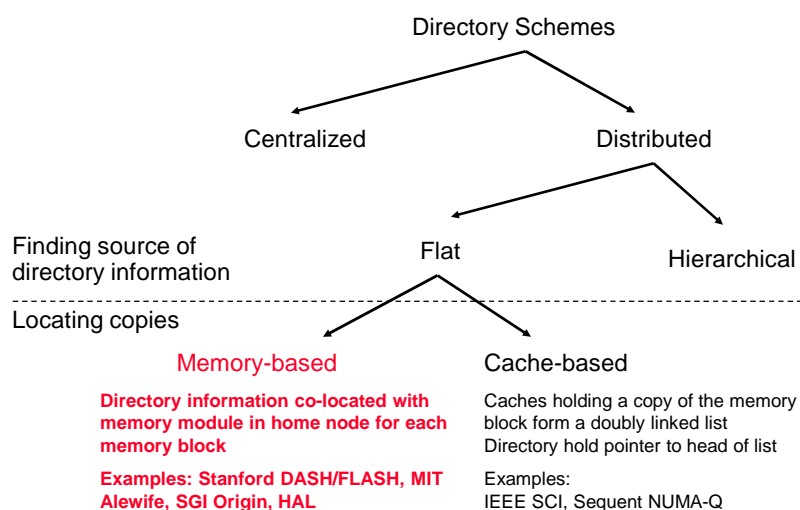 Directory Schemes
Centralized
Distributed
Finding source of
directory information
Flat
Hierarchical
Locating copies
Memory-based
Directory information co-located with
memory module in home node for each
memory block
Examples: Stanford DASH/FLASH, MIT
Alewife, SGI Origin, HAL
Cache-based
Caches holding a copy of the memory
block form a doubly linked list
Directory hold pointer to head of list
Examples:
IEEE SCI, Sequent NUMA-Q